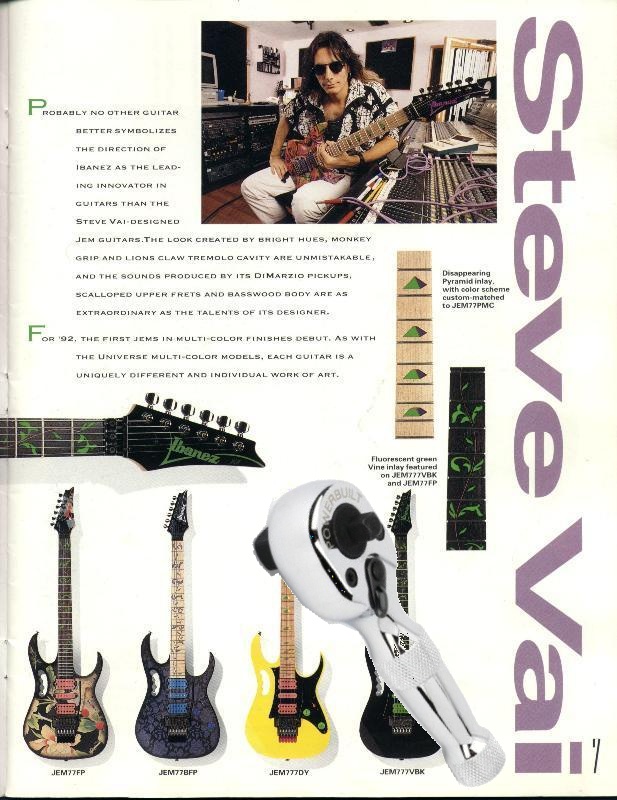 Steve Vai
PROBABLY NO OTHER GUITAR
BETTER SYMBOLIZES
THE DIRECTION OF
IBANEZ AS THE LEAD-
ING INNOVATOR IN
GUITARS THAN THE
STEVE VAI-DESIGNED
JEM GUITARS.THE LOOK CREATED BY BRIGHT HUES, MONKEY
GRIP AND LIONS CLAW TREMOLO CAVITY ARE UNMISTAKABLE,
AND THE SOUNDS PRODUCED BY ITS DIMARZIO PICKUPS,
SCALLOPED UPPER FRETS AND BASSWOOD BODY ARE AS
EXTRAORDINARY AS THE TALENTS OF ITS DESIGNER.
FOR '92, THE FIRST JEMS IN MULTI-COLOR FINISHES DEBUT. AS WITH
THE UNIVERSE MULTI-COLOR MODELS, EACH GUITAR IS A
UNIQUELY DIFFERENT AND INDIVIDUAL WORK OF ART.
Ibanez
Disappearing
Pyramid inlay,
with color scheme
custom-matched
to JEM77PMC
Ibanez
Fluorescent green
Vine inlay featured
on JEM777VBK
and JEM77FP
POWERBUILT
JEM77FP
JEM77BFP
JEM777DY
JEM777VBK